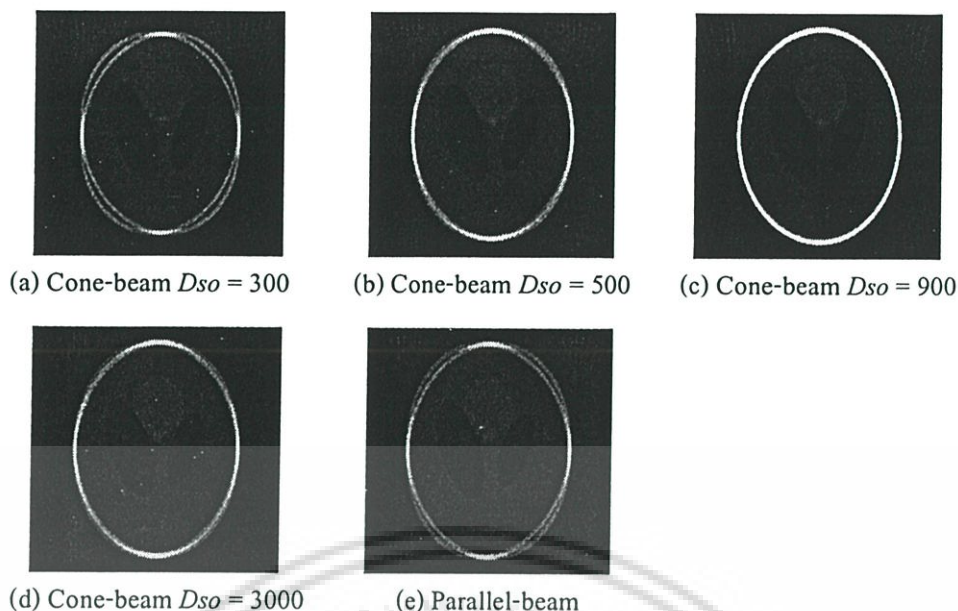 (a) Cone-beam Dso = 300
(b) Cone-beam Dso = 500
(c) Cone-beam Dso = 900
(d) Cone-beam Dso = 3000
(e) Parallel-beam